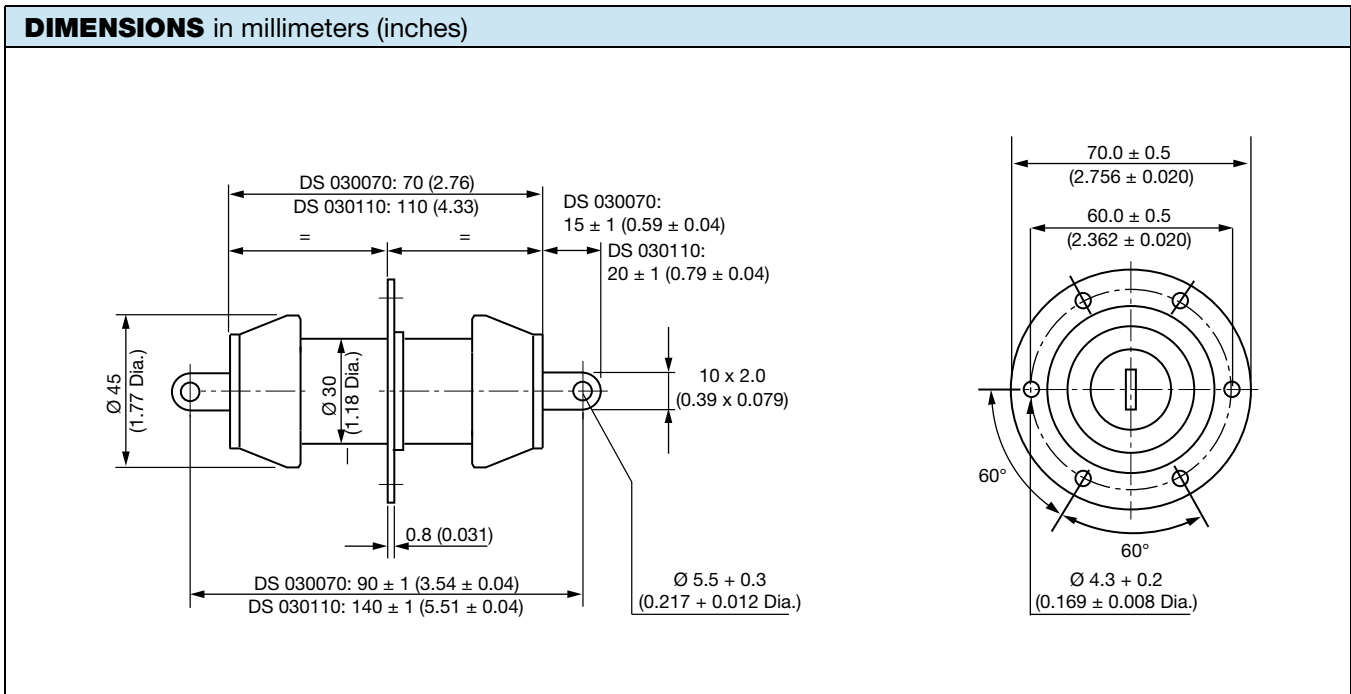 DIMENSIONS in millimeters (inches)
DS 030070: 70 (2.76)
DS 030110: 110 (4.33)
= =
DS 030070:
15 ± 1 (0.59 ± 0.04)
DS 030110:
20 ± 1 (0.79 ± 0.04)
Ø 45
(1.77 Dia.)
Ø 30
(1.18 Dia.)
10 x 2.0
(0.39 x 0.079)
0.8 (0.031)
DS 030070: 90 ± 1 (3.54 ± 0.04)
DS 030110: 140 ± 1 (5.51 ± 0.04)
Ø 5.5 + 0.3
(0.217 + 0.012 Dia.)
70.0 ± 0.5
(2.756 ± 0.020)
60.0 ± 0.5
(2.362 ± 0.020)
60°
60°
Ø 4.3 + 0.2
(0.169 ± 0.008 Dia.)